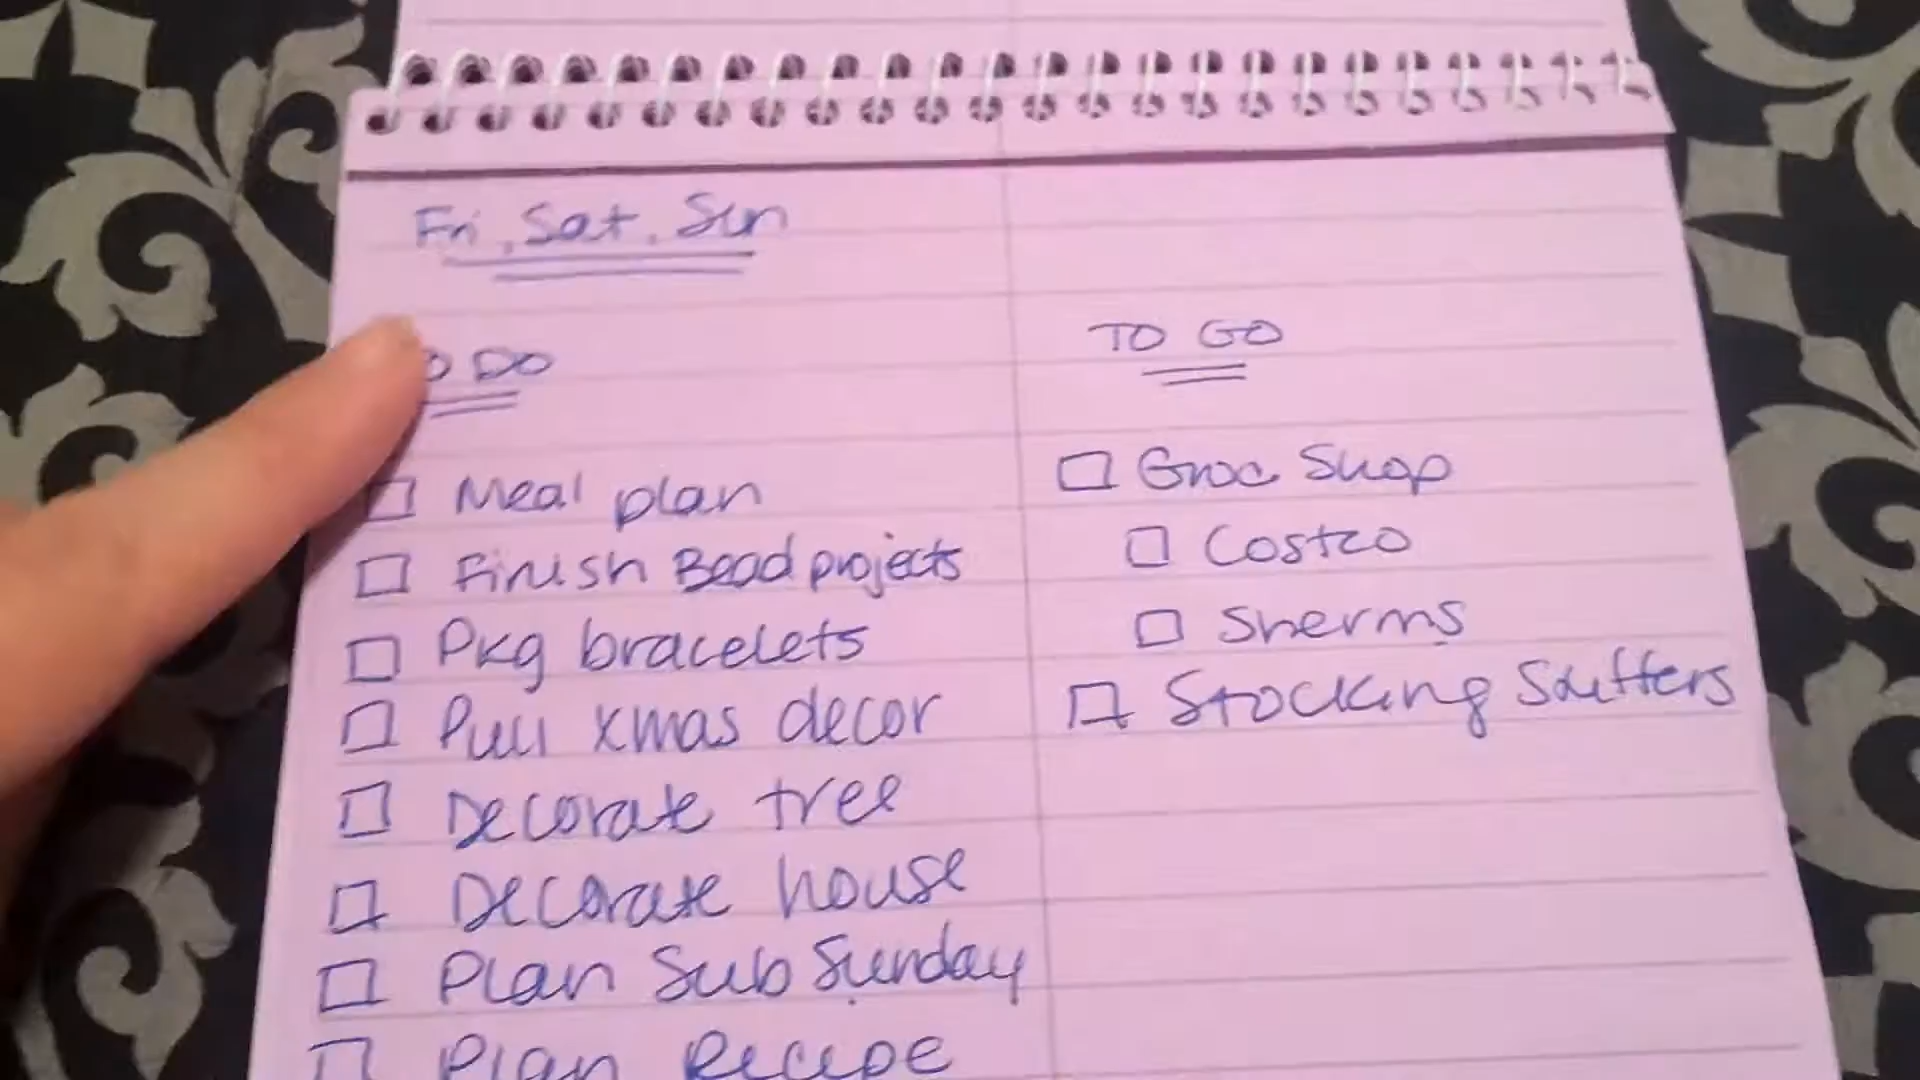 Fri, Sat, Sun
O DO
Meal plan
Finish Bead projects
Pkg bracelets
Pull xmas decor
Decorate tree
Decorate house
Plan Sub Sunday
Plan Recipe
TO GO
Groc Shop
Costco
Sherms
Stocking Stuffers